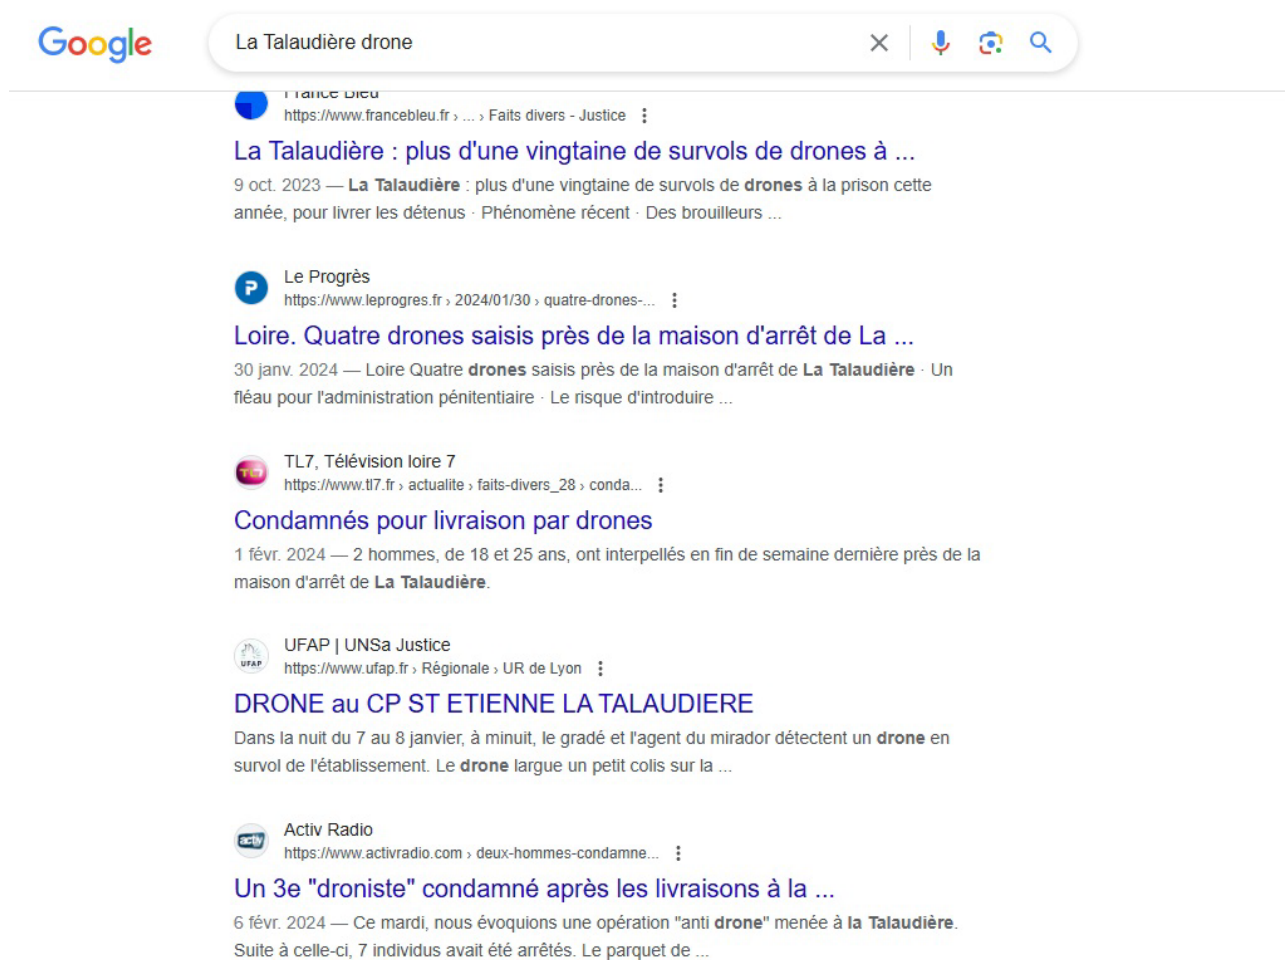 Google
La Talaudière drone
France Bleu
https://www.francebleu.fr › ... › Faits divers - Justice
La Talaudière : plus d'une vingtaine de survols de drones à ...
9 oct. 2023 — La Talaudière : plus d'une vingtaine de survols de drones à la prison cette
année, pour livrer les détenus · Phénomène récent · Des brouilleurs ...
Le Progrès
https://www.leprogres.fr › 2024/01/30 › quatre-drones-...
Loire. Quatre drones saisis près de la maison d'arrêt de La ...
30 janv. 2024 — Loire Quatre drones saisis près de la maison d'arrêt de La Talaudière · Un
fléau pour l'administration pénitentiaire · Le risque d'introduire ...
TL7
TL7, Télévision loire 7
https://www.tl7.fr › actualite › faits-divers_28 › conda...
Condamnés pour livraison par drones
1 févr. 2024 — 2 hommes, de 18 et 25 ans, ont interpellés en fin de semaine dernière près de la
maison d'arrêt de La Talaudière.
UFAP
UFAP | UNSa Justice
https://www.ufap.fr › Régionale › UR de Lyon
DRONE au CP ST ETIENNE LA TALAUDIERE
Dans la nuit du 7 au 8 janvier, à minuit, le gradé et l'agent du mirador détectent un drone en
survol de l'établissement. Le drone largue un petit colis sur la ...
activ
Activ Radio
https://www.activradio.com › deux-hommes-condamne...
Un 3e "droniste" condamné après les livraisons à la ...
6 févr. 2024 — Ce mardi, nous évoquions une opération "anti drone" menée à la Talaudière.
Suite à celle-ci, 7 individus avait été arrêtés. Le parquet de ...